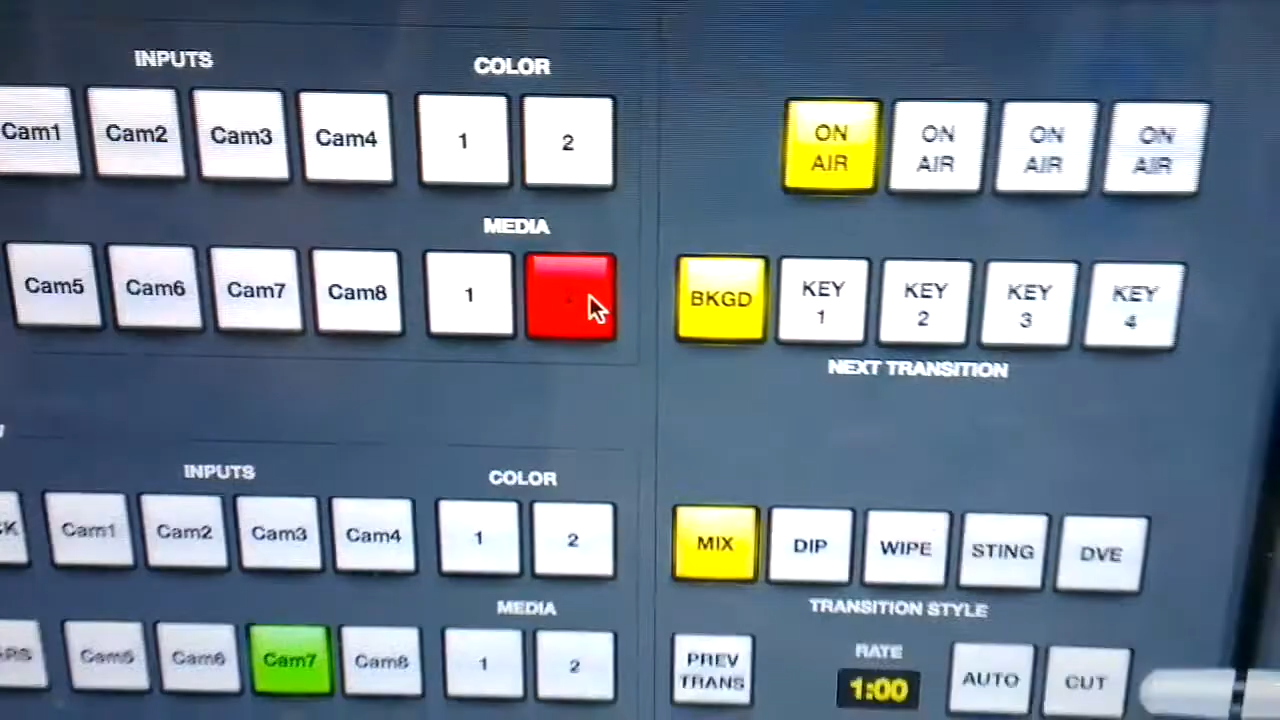 INPUTS COLOR
Cam1 Cam2 Cam3 Cam4 1 2 ON AIR ON AIR ON AIR ON AIR
MEDIA
Cam5 Cam6 Cam7 Cam8 1 BKGD KEY 1 KEY 2 KEY 3 KEY 4
NEXT TRANSITION
INPUTS COLOR
Cam1 Cam2 Cam3 Cam4 1 2 MIX DIP WIPE STING DVE
MEDIA TRANSITION STYLE
Cam5 Cam6 Cam7 Cam8 1 2 PREV TRANS RATE 1:00 AUTO CUT